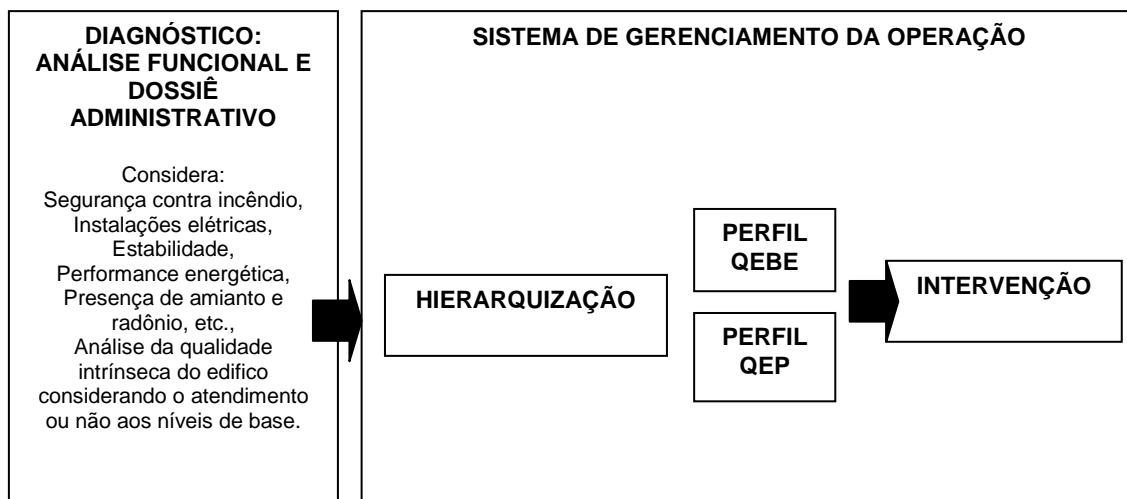 DIAGNÓSTICO:
ANÁLISE FUNCIONAL E
DOSSIÊ
ADMINISTRATIVO
Considera:
Segurança contra incêndio,
Instalações elétricas,
Estabilidade,
Performance energética,
Presença de amianto e
radônio, etc.,
Análise da qualidade
intrínseca do edifico
considerando o atendimento
ou não aos níveis de base.
SISTEMA DE GERENCIAMENTO DA OPERAÇÃO
HIERARQUIZAÇÃO
PERFIL
QEBE
PERFIL
QEP
INTERVENÇÃO